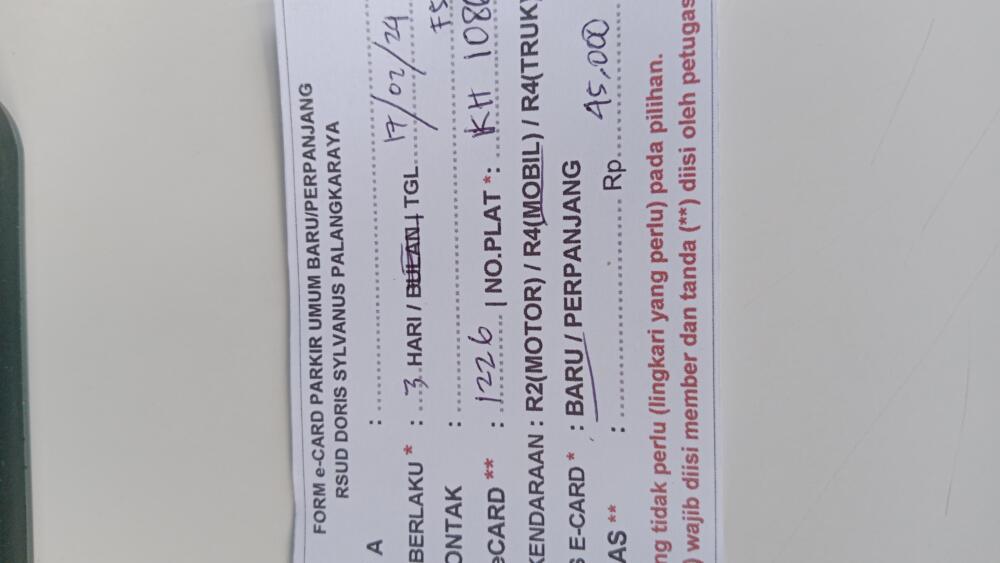 FORM e-CARD PARKIR UMUM BARU/PERPANJANG
RSUD DORIS SYLVANUS PALANGKARAYA
A :
BERLAKU * : 3 HARI / BULAN / TGL 17/02/24
ONTAK :
eCARD ** : 1226 | NO.PLAT *: KH 1080 FS
KENDARAAN : R2(MOTOR) / R4(MOBIL) / R4(TRUK)
S E-CARD * : BARU / PERPANJANG
AS ** : Rp 45,000
ng tidak perlu (lingkari yang perlu) pada pilihan.
) wajib diisi member dan tanda (**) diisi oleh petugas